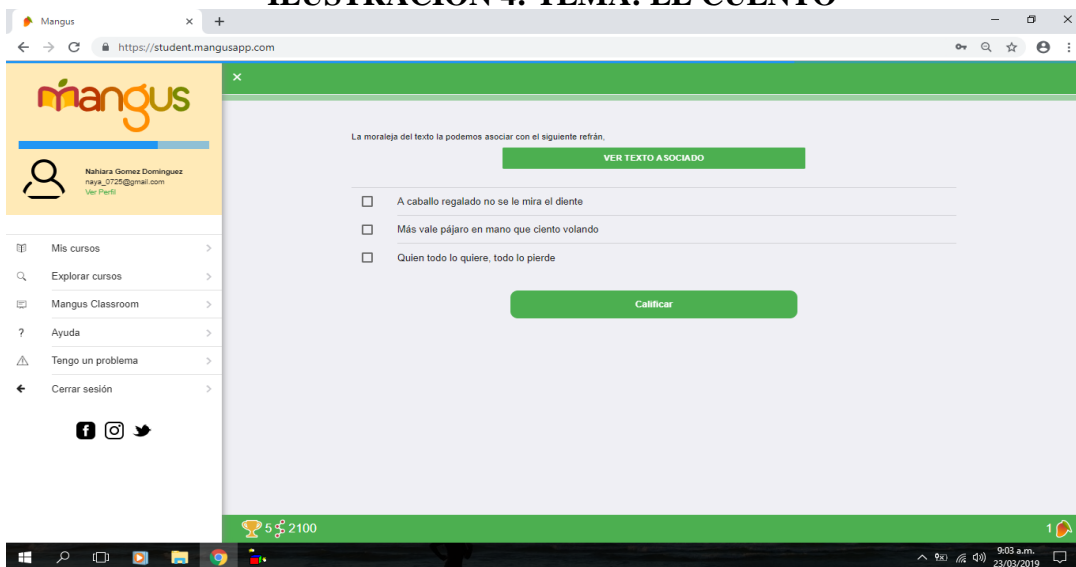 ILUSTRACIÓN 4. TEMA: EL CUENTO
Mangus
https://student.mangusapp.com
mangus
Nahiara Gomez Dominguez
naya_0725@gmail.com
Ver Perfil
Mis cursos
Explorar cursos
Mangus Classroom
Ayuda
Tengo un problema
Cerrar sesión
La moraleja del texto la podemos asociar con el siguiente refrán,
VER TEXTO ASOCIADO
A caballo regalado no se le mira el diente
Más vale pájaro en mano que ciento volando
Quien todo lo quiere, todo lo pierde
Calificar
5 2100
1
9:03 a.m.
23/03/2019